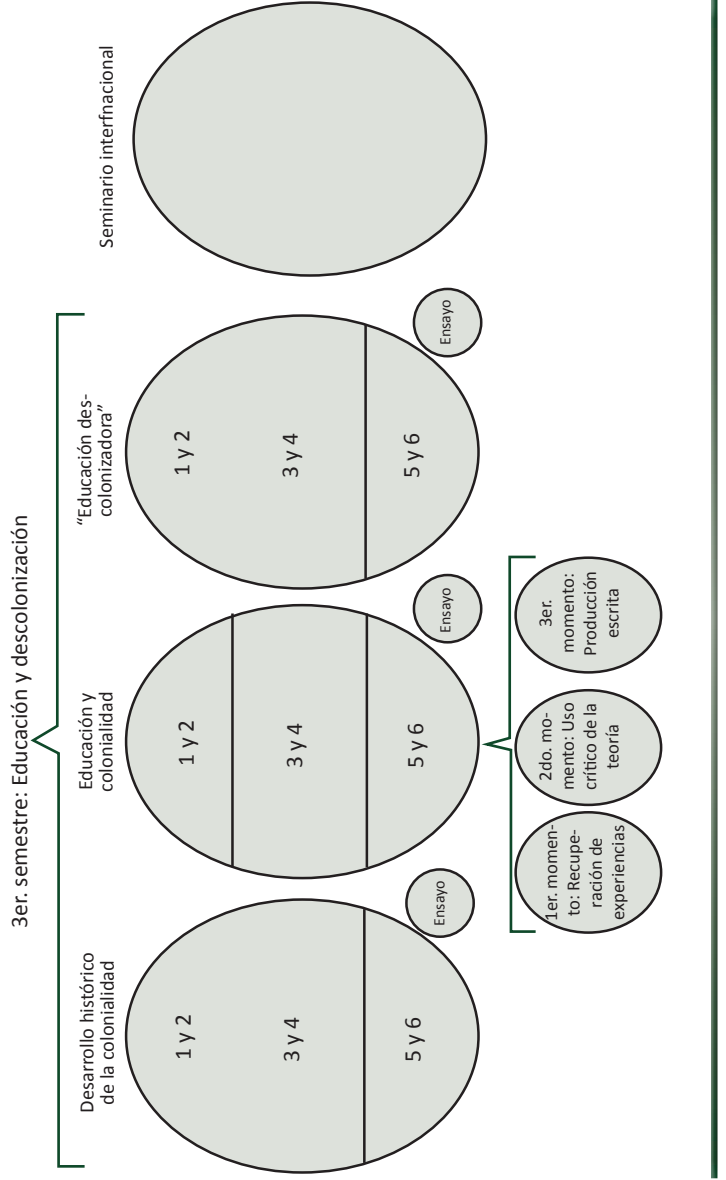 3er. semestre: Educación y descolonización
Desarrollo histórico
de la colonialidad
1 y 2
3 y 4
5 y 6
Ensayo
Educación y
colonialidad
1 y 2
3 y 4
5 y 6
Ensayo
“Educación des-
colonizadora”
1 y 2
3 y 4
5 y 6
Ensayo
Seminario interfnacional
1er. momen-
to: Recupe-
ración de
experiencias
2do. mo-
mento: Uso
crítico de la
teoría
3er.
momento:
Producción
escrita